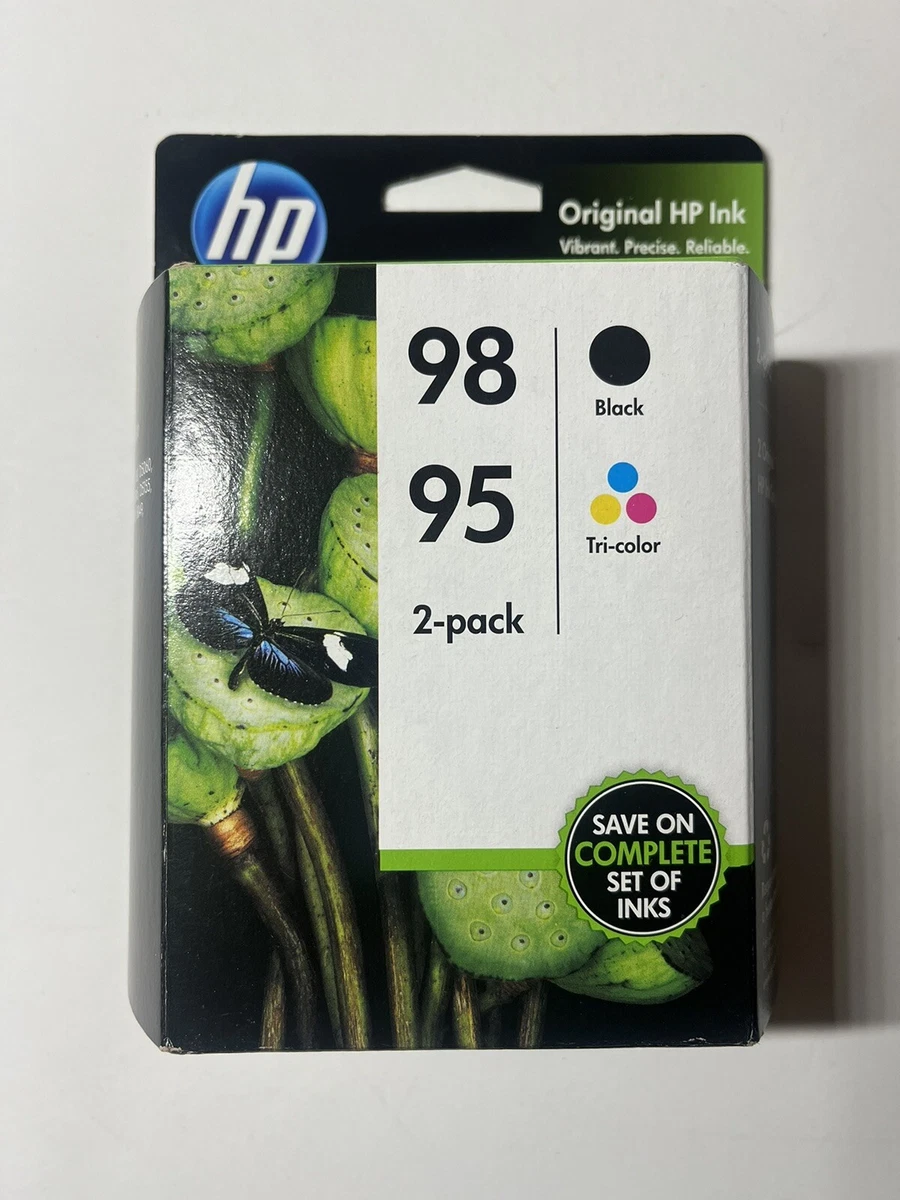 hp
Original HP Ink
Vibrant. Precise. Reliable.
98
Black
95
Tri-color
2-pack
SAVE ON
COMPLETE
SET OF
INKS